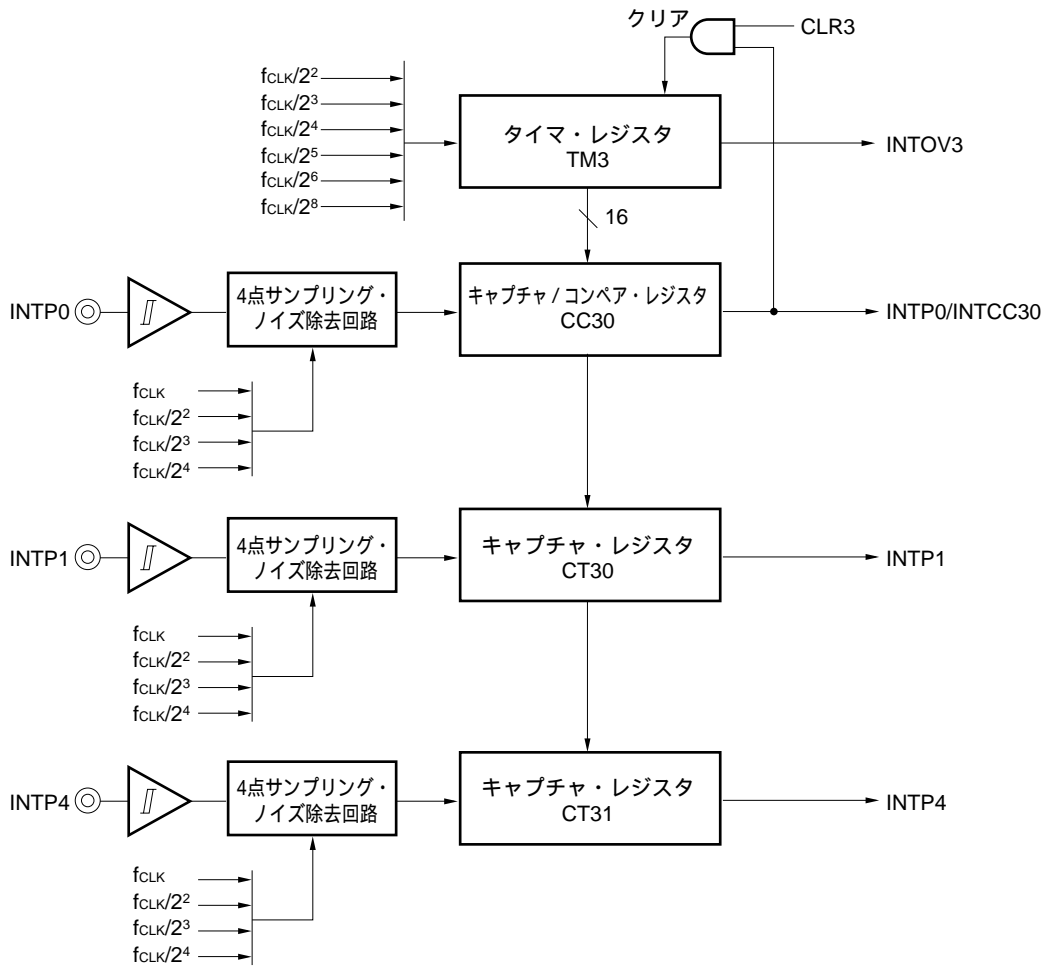 クリア
CLR3
fCLK/2²
fCLK/2³
fCLK/2⁴
fCLK/2⁵
fCLK/2⁶
fCLK/2⁸
タイマ・レジスタ
TM3
INTOV3
16
INTP0
4点サンプリング・
ノイズ除去回路
キャプチャ / コンペア・レジスタ
CC30
INTP0/INTCC30
fCLK
fCLK/2²
fCLK/2³
fCLK/2⁴
INTP1
4点サンプリング・
ノイズ除去回路
キャプチャ・レジスタ
CT30
INTP1
fCLK
fCLK/2²
fCLK/2³
fCLK/2⁴
INTP4
4点サンプリング・
ノイズ除去回路
キャプチャ・レジスタ
CT31
INTP4
fCLK
fCLK/2²
fCLK/2³
fCLK/2⁴